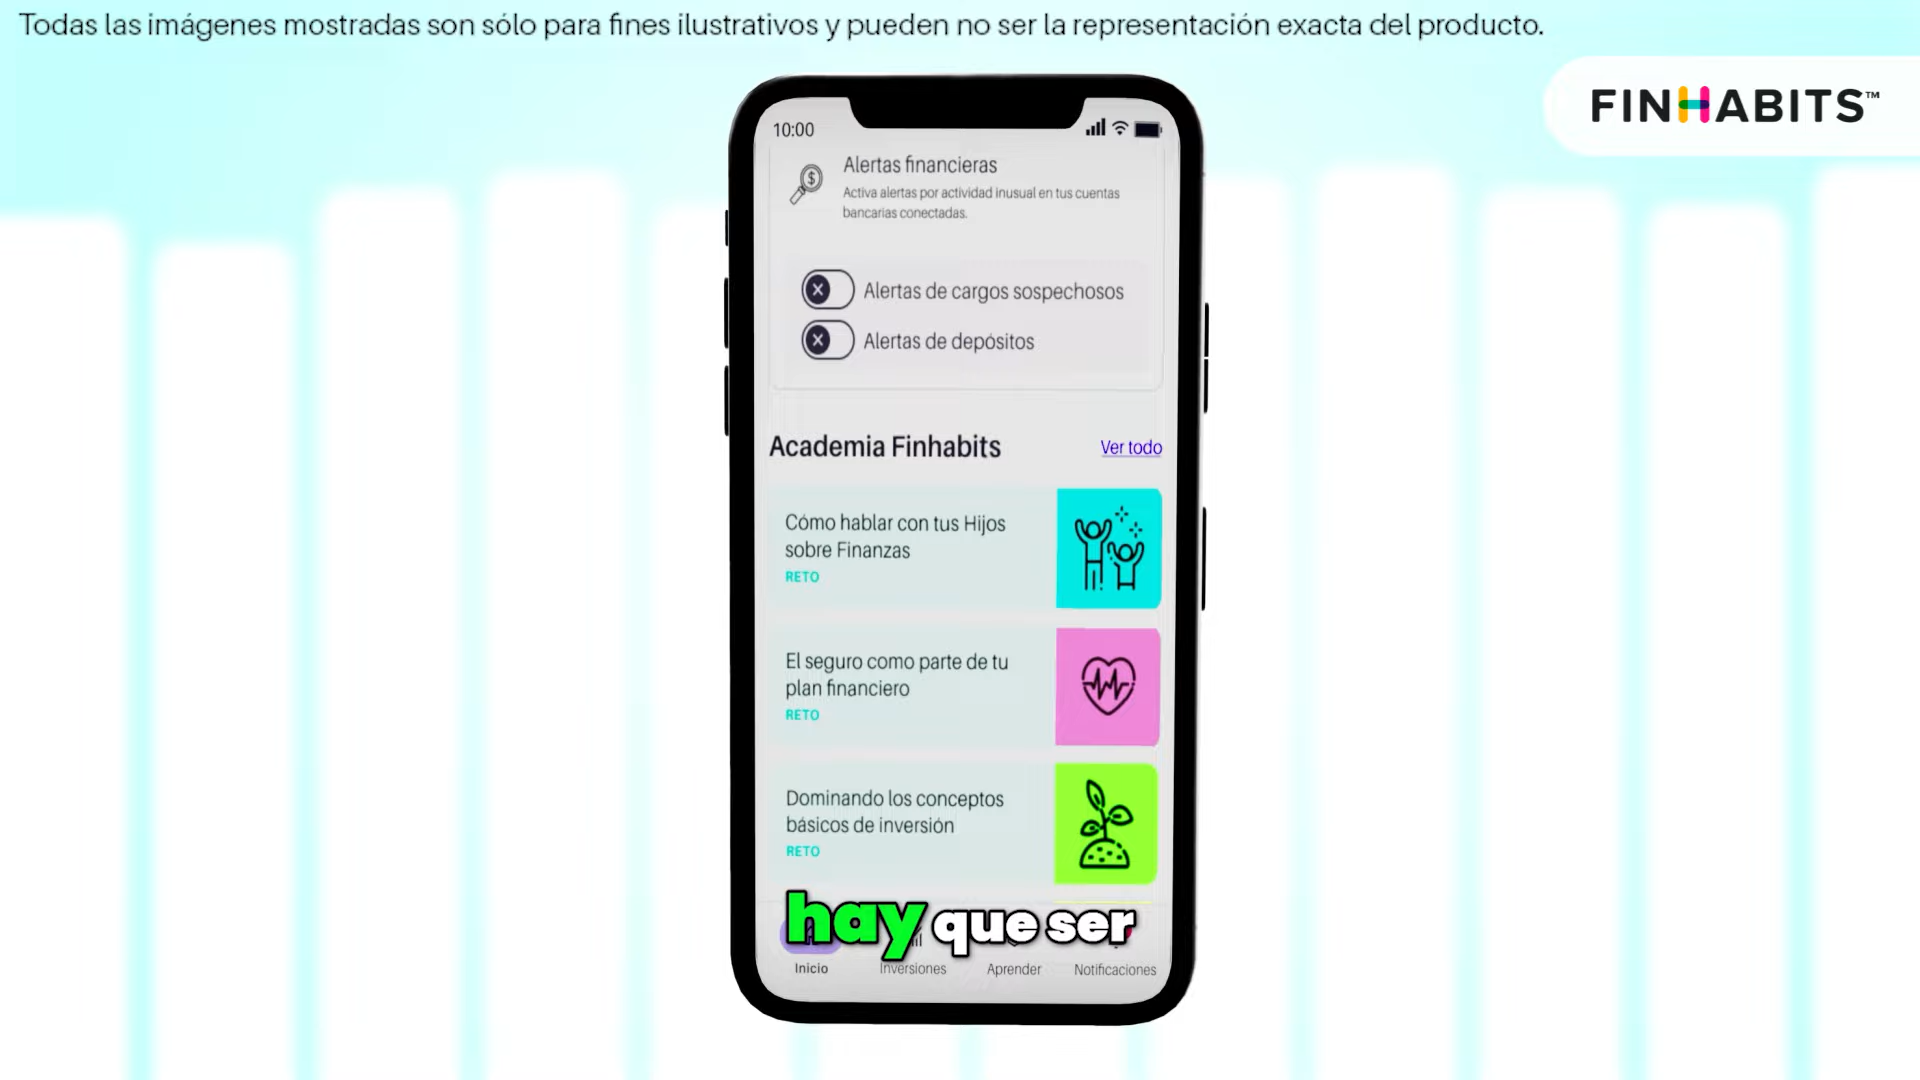 Todas las imágenes mostradas son sólo para fines ilustrativos y pueden no ser la representación exacta del producto.
FINHABITS™
10:00
Alertas financieras
Activa alertas por actividad inusual en tus cuentas
bancarias conectadas.
Alertas de cargos sospechosos
Alertas de depósitos
Academia Finhabits
Ver todo
Cómo hablar con tus Hijos
sobre Finanzas
RETO
El seguro como parte de tu
plan financiero
RETO
Dominando los conceptos
básicos de inversión
RETO
hay que ser
Inicio
Inversiones
Aprender
Notificaciones